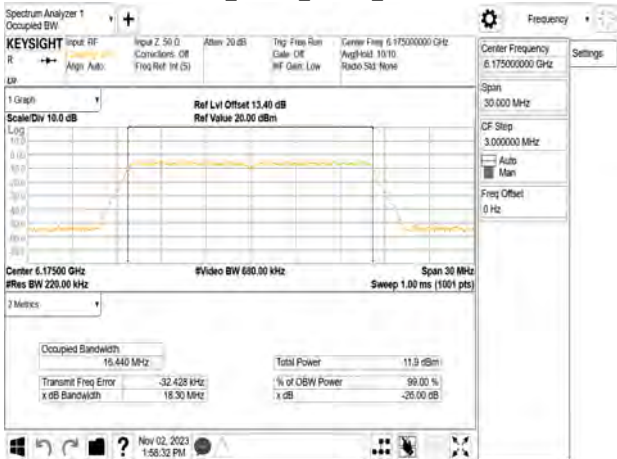 Spectrum Analyzer 1
Occupied BW
+
Frequency
KEYSIGHT Input: RF Input Z: 50 Ω Atten: 20 dB Trig: Free Run Center Freq: 6.175000000 GHz
R Corrections: Off Gate: Off Avg|Hold: 10/10
Align: Auto Freq Ref: Int (S) #IF Gain: Low Radio Std: None
Center Frequency
6.175000000 GHz
Settings
Span
30.000 MHz
CF Step
3.000000 MHz
Auto
Man
Freq Offset
0 Hz
1 Graph
Scale/Div 10.0 dB
Ref Lvl Offset 13.40 dB
Ref Value 20.00 dBm
Log
Center 6.17500 GHz
#Video BW 680.00 kHz
Span 30 MHz
#Res BW 220.00 kHz
Sweep 1.00 ms (1001 pts)
2 Metrics
Occupied Bandwidth
16.440 MHz
Total Power 11.9 dBm
Transmit Freq Error -32.428 kHz
% of OBW Power 99.00 %
x dB Bandwidth 18.30 MHz
x dB -26.00 dB
?
Nov 02, 2023
1:58:32 PM